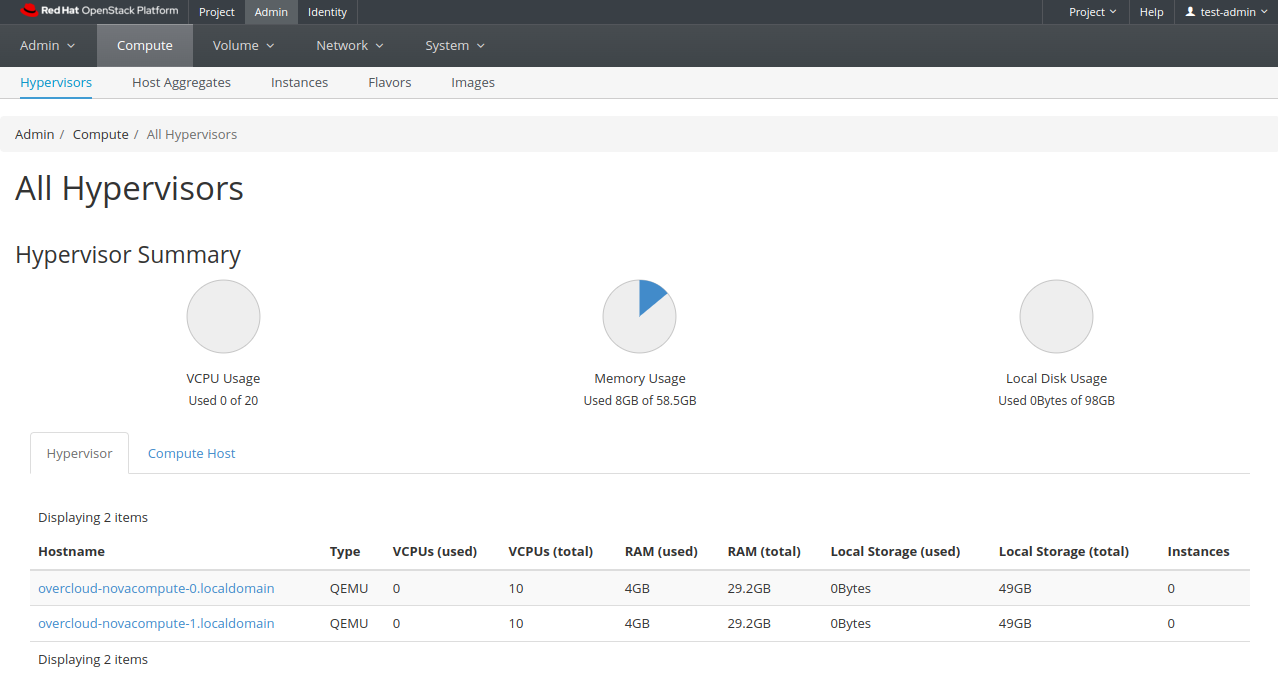 Red Hat OpenStack Platform Project Admin Identity Project Help test-admin
Admin Compute Volume Network System
Hypervisors Host Aggregates Instances Flavors Images
Admin / Compute / All Hypervisors
All Hypervisors
Hypervisor Summary
VCPU Usage Memory Usage Local Disk Usage
Used 0 of 20 Used 8GB of 58.5GB Used 0Bytes of 98GB
Hypervisor Compute Host
Displaying 2 items
Hostname Type VCPUs (used) VCPUs (total) RAM (used) RAM (total) Local Storage (used) Local Storage (total) Instances
overcloud-novacompute-0.localdomain QEMU 0 10 4GB 29.2GB 0Bytes 49GB 0
overcloud-novacompute-1.localdomain QEMU 0 10 4GB 29.2GB 0Bytes 49GB 0
Displaying 2 items